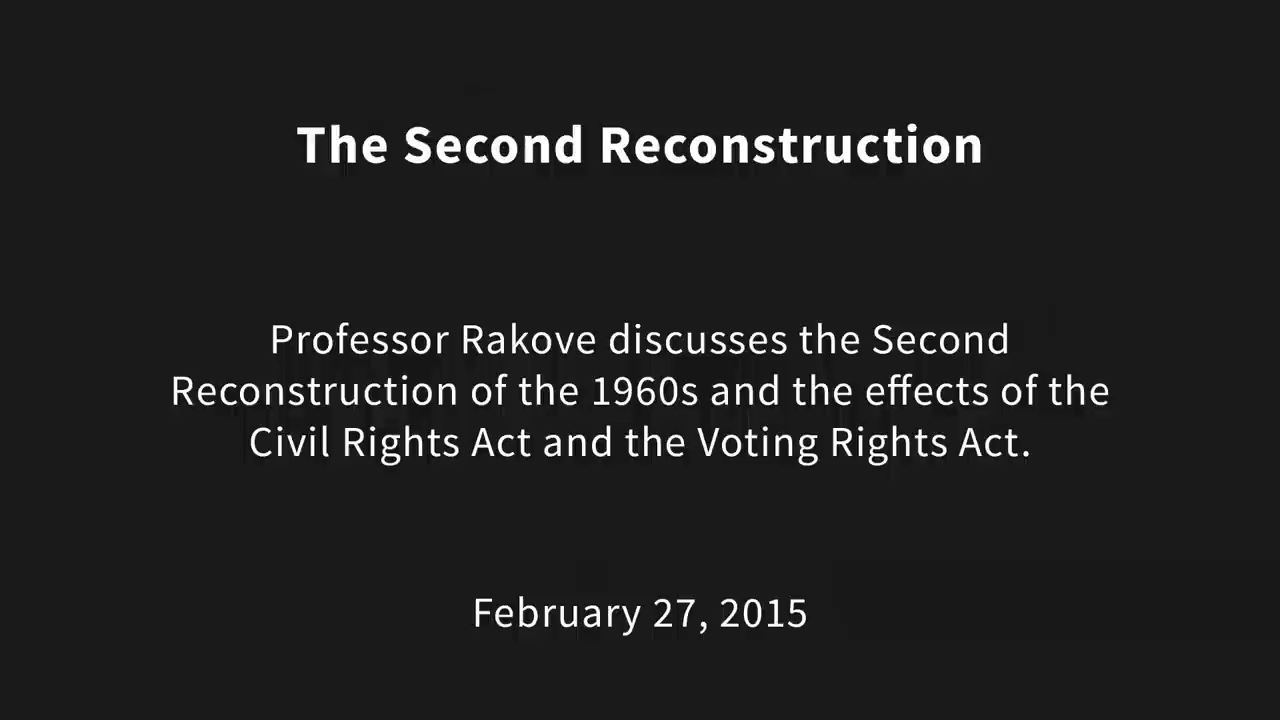 The Second Reconstruction
Professor Rakove discusses the Second
Reconstruction of the 1960s and the effects of the
Civil Rights Act and the Voting Rights Act.
February 27, 2015